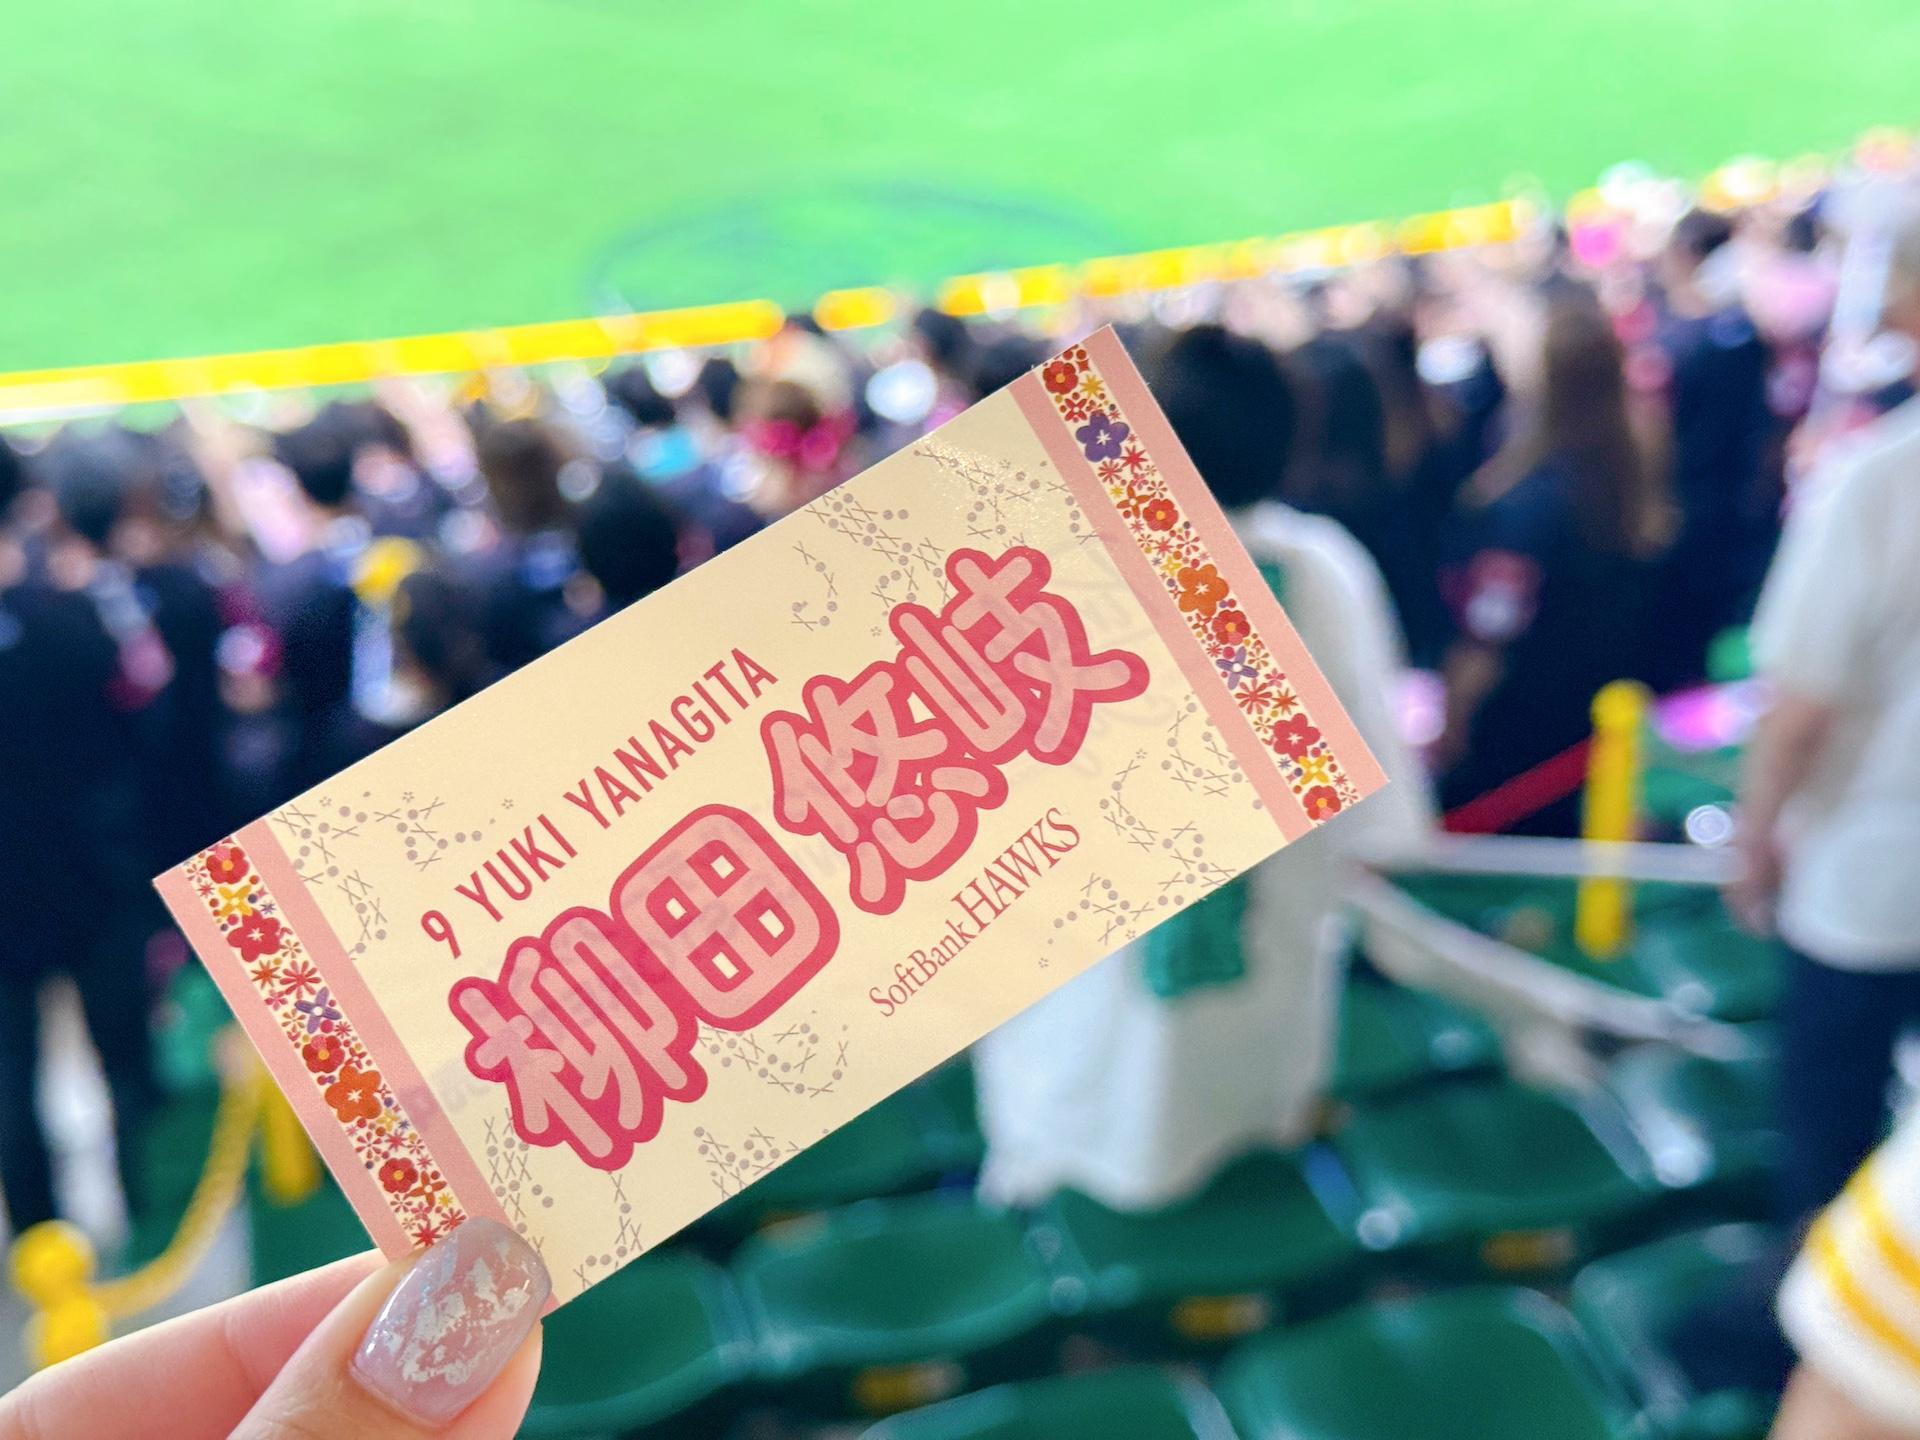 9 YUKI YANAGITA
柳田 悠岐
SoftBank HAWKS